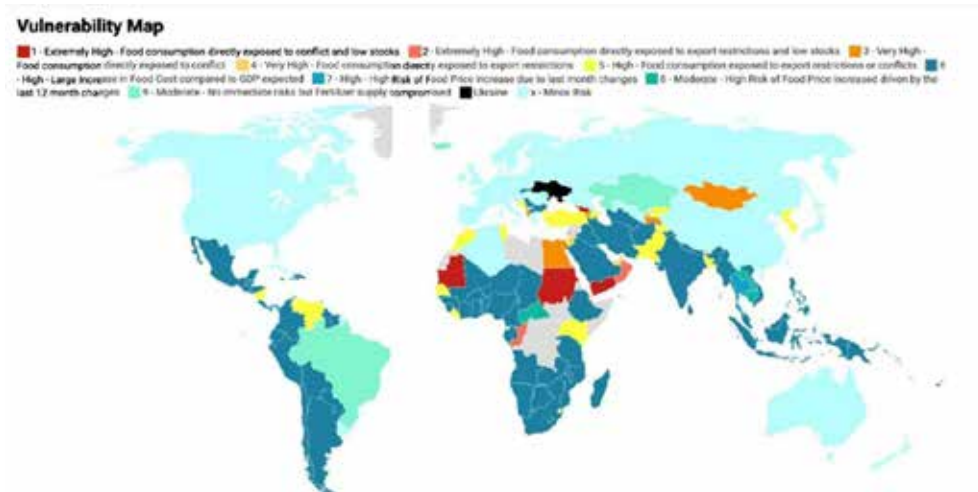 Vulnerability Map
1 - Extremely High - Food consumption directly exposed to conflict and low stocks 2 - Extremely High - Food consumption directly exposed to export restrictions and low stocks 3 - Very High -
Food consumption directly exposed to conflict 4 - Very High - Food consumption directly exposed to export restrictions 5 - High - Food consumption directly exposed to export restrictions or conflicts 6
- High - Large Increase in Food Cost compared to GDP expected 7 - High - High Risk of Food Price increase due to last month changes 8 - Moderate - High Risk of Food Price increased driven by the
last 12 month changes 9 - Moderate - No immediate risks but Fertilizer supply compromised Ukraine x - Minor Risk